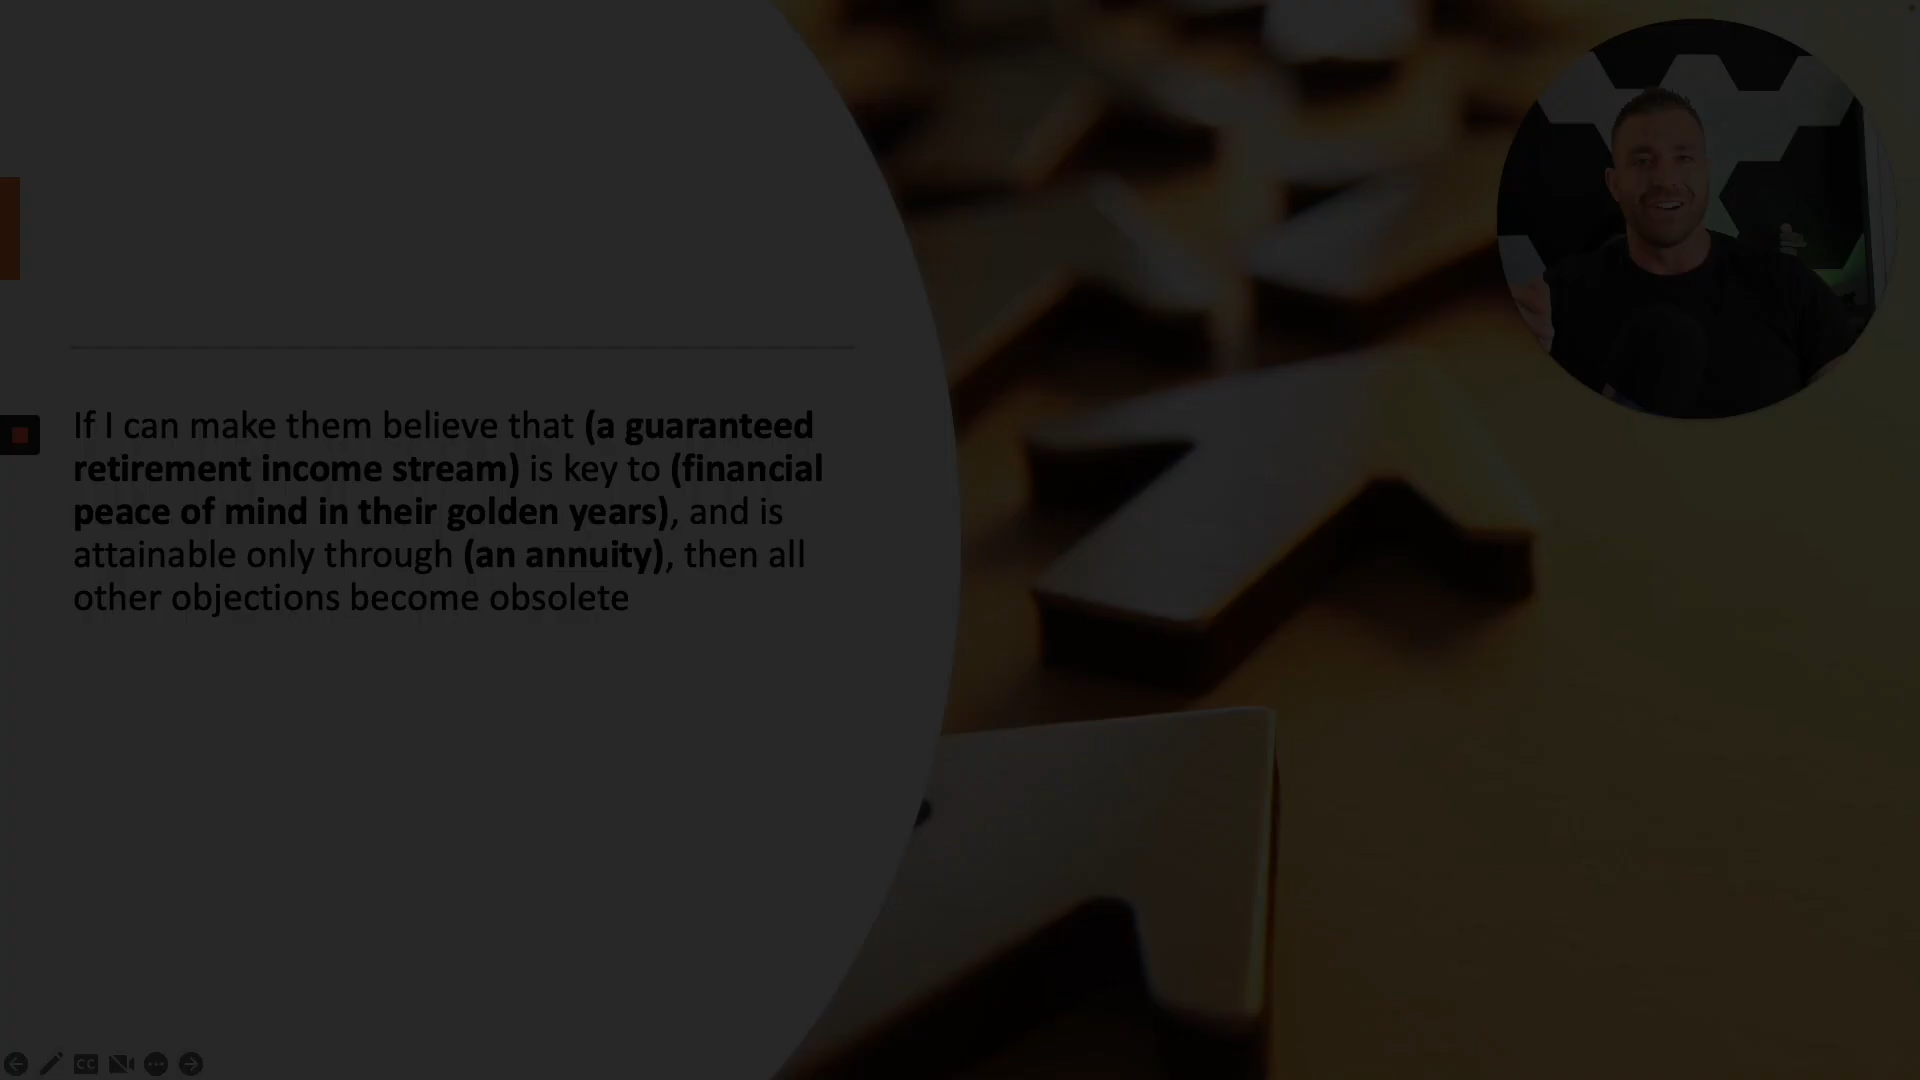 If I can make them believe that (a guaranteed
retirement income stream) is key to (financial
peace of mind in their golden years), and is
attainable only through (an annuity), then all
other objections become obsolete
CC